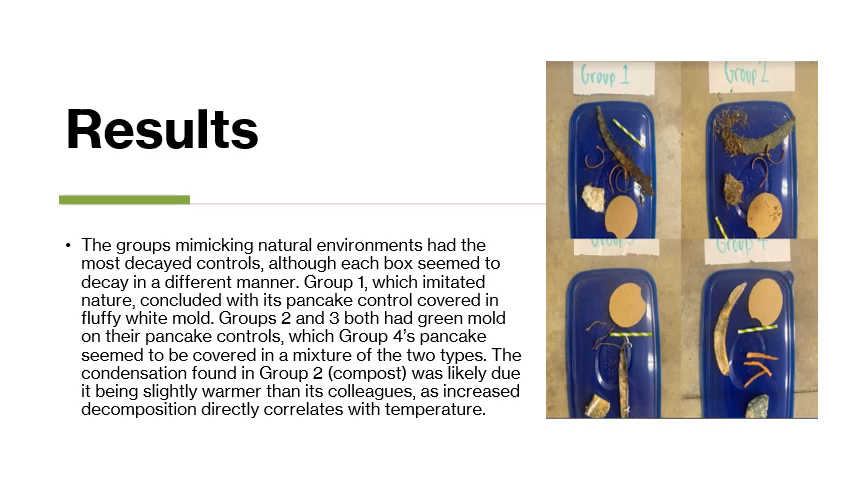 Results
• The groups mimicking natural environments had the
most decayed controls, although each box seemed to
decay in a different manner. Group 1, which imitated
nature, concluded with its pancake control covered in
fluffy white mold. Groups 2 and 3 both had green mold
on their pancake controls, which Group 4’s pancake
seemed to be covered in a mixture of the two types. The
condensation found in Group 2 (compost) was likely due
it being slightly warmer than its colleagues, as increased
decomposition directly correlates with temperature.
Group 1
Group 2
Group 3
Group 4